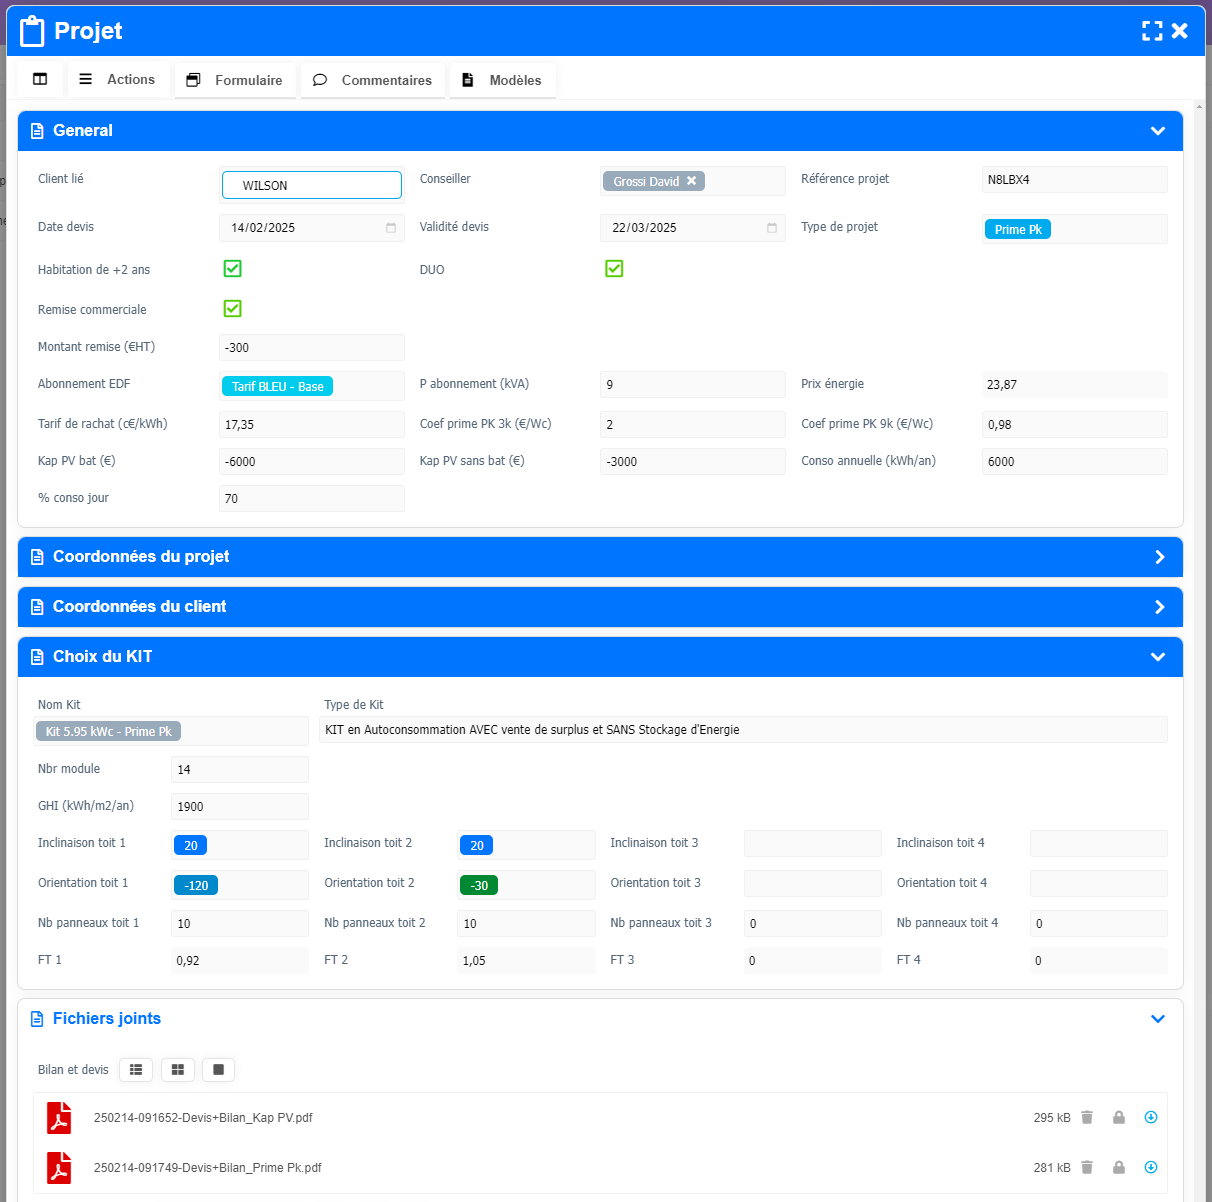 Projet
Actions Formulaire Commentaires Modèles
General
Client lié WILSON Conseiller Grossi David Référence projet N8LBX4
Date devis 14/02/2025 Validité devis 22/03/2025 Type de projet Prime Pk
Habitation de +2 ans DUO
Remise commerciale
Montant remise (€HT) -300
Abonnement EDF Tarif BLEU - Base P abonnement (kVA) 9 Prix énergie 23,87
Tarif de rachat (c€/kWh) 17,35 Coef prime PK 3k (€/Wc) 2 Coef prime PK 9k (€/Wc) 0,98
Kap PV bat (€) -6000 Kap PV sans bat (€) -3000 Conso annuelle (kWh/an) 6000
% conso jour 70
Coordonnées du projet
Coordonnées du client
Choix du KIT
Nom Kit Type de Kit
Kit 5.95 kWc - Prime Pk KIT en Autoconsommation AVEC vente de surplus et SANS Stockage d'Energie
Nbr module 14
GHI (kWh/m2/an) 1900
Inclinaison toit 1 20 Inclinaison toit 2 20 Inclinaison toit 3 Inclinaison toit 4
Orientation toit 1 -120 Orientation toit 2 -30 Orientation toit 3 Orientation toit 4
Nb panneaux toit 1 10 Nb panneaux toit 2 10 Nb panneaux toit 3 0 Nb panneaux toit 4 0
FT 1 0,92 FT 2 1,05 FT 3 0 FT 4 0
Fichiers joints
Bilan et devis
250214-091652-Devis+Bilan_Kap PV.pdf 295 kB
250214-091749-Devis+Bilan_Prime Pk.pdf 281 kB